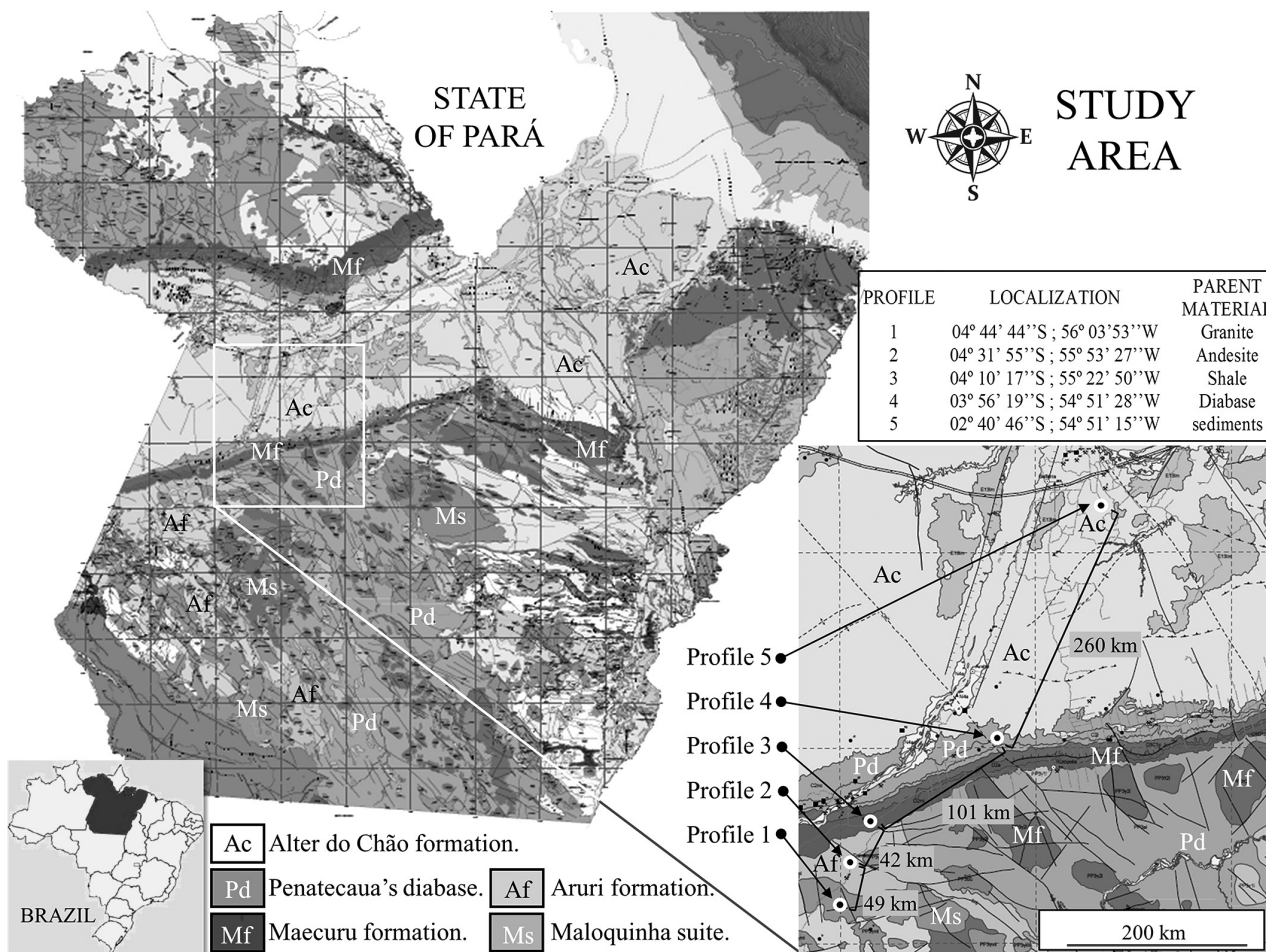 STATE
OF PARÁ
N
W E
S
STUDY
AREA
PROFILE LOCALIZATION PARENT MATERIAL
1 04º 44' 44’’S ; 56º 03'53’’W Granite
2 04º 31' 55’’S ; 55º 53' 27’’W Andesite
3 04º 10' 17’’S ; 55º 22' 50’’W Shale
4 03º 56' 19’’S ; 54º 51' 28’’W Diabase
5 02º 40' 46’’S ; 54º 51' 15’’W sediments
Mf
Ac
Ac
Ac
Mf
Mf
Pd
Ms
Af
Ms
Af
Pd
Af
Ms
Pd
Ac
Ac
Ac
Profile 5
260 km
Profile 4
Pd
Mf
Pd
Profile 3
Mf
101 km
Profile 2
Mf
Pd
Profile 1
Af
42 km
49 km
Ms
200 km
BRAZIL
Ac Alter do Chão formation.
Pd Penatecaua's diabase.
Af Aruri formation.
Mf Maecuru formation.
Ms Maloquinha suite.